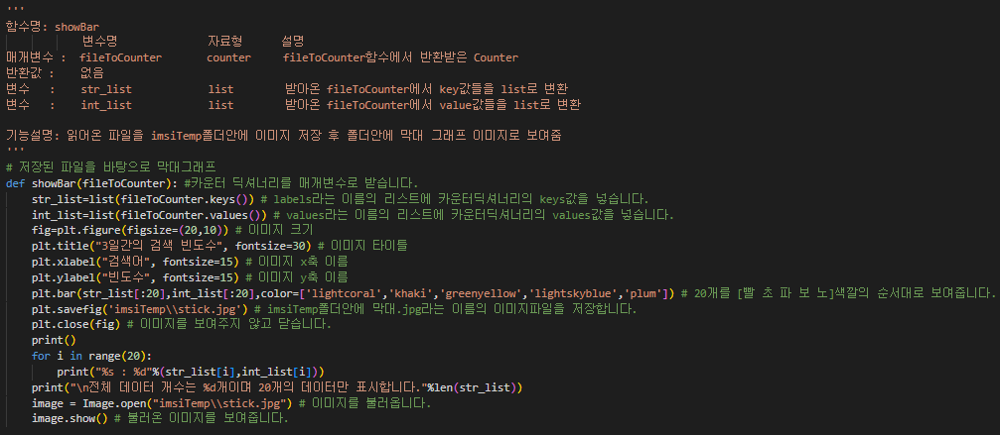 '''
함수명: showBar
변수명 자료형 설명
매개변수 : fileToCounter counter fileToCounter함수에서 반환받은 Counter
반환값 : 없음
변수 : str_list list 받아온 fileToCounter에서 key값들을 list로 변환
변수 : int_list list 받아온 fileToCounter에서 value값들을 list로 변환
기능설명: 읽어온 파일을 imsiTemp폴더안에 이미지 저장 후 폴더안에 막대 그래프 이미지로 보여줌
'''
# 저장된 파일을 바탕으로 막대그래프
def showBar(fileToCounter): #카운터 딕셔너리를 매개변수로 받습니다.
str_list=list(fileToCounter.keys()) # labels라는 이름의 리스트에 카운터딕셔너리의 keys값을 넣습니다.
int_list=list(fileToCounter.values()) # values라는 이름의 리스트에 카운터딕셔너리의 values값을 넣습니다.
fig=plt.figure(figsize=(20,10)) # 이미지 크기
plt.title("3일간의 검색 빈도수", fontsize=30) # 이미지 타이틀
plt.xlabel("검색어", fontsize=15) # 이미지 x축 이름
plt.ylabel("빈도수", fontsize=15) # 이미지 y축 이름
plt.bar(str_list[:20],int_list[:20],color=['lightcoral','khaki','greenyellow','lightskyblue','plum']) # 20개를 [빨 초 파 보 노]색깔의 순서대로 보여줍니다.
plt.savefig('imsiTemp\\stick.jpg') # imsiTemp폴더안에 막대.jpg라는 이름의 이미지파일을 저장합니다.
plt.close(fig) # 이미지를 보여주지 않고 닫습니다.
print()
for i in range(20):
print("%s : %d"%(str_list[i],int_list[i]))
print("\n전체 데이터 개수는 %d개이며 20개의 데이터만 표시합니다."%len(str_list))
image = Image.open("imsiTemp\\stick.jpg") # 이미지를 불러옵니다.
image.show() # 불러온 이미지를 보여줍니다.